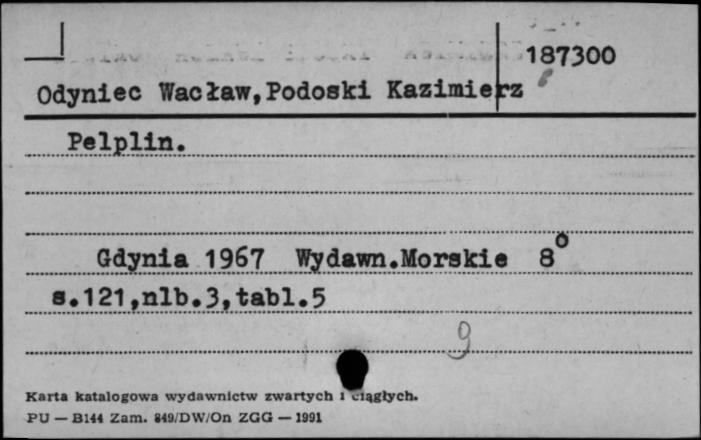 187300
Odyniec Wacław,Podoski Kazimierz
Pelplin.
Gdynia 1967 Wydawn.Morskie 8°
s.121,nlb.3,tabl.5
9
Karta katalogowa wydawnictw zwartych i ciągłych.
PU — B144 Zam. 849/DW/On ZGG — 1991